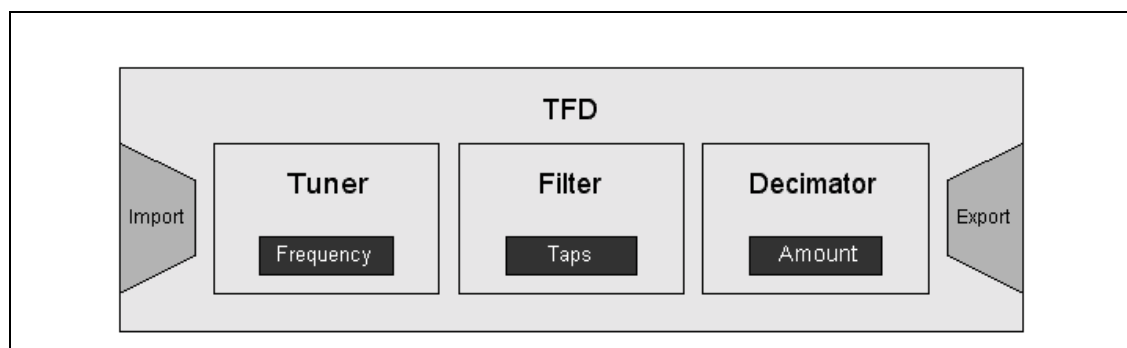 TFD
Tuner
Filter
Decimator
Import
Frequency
Taps
Amount
Export